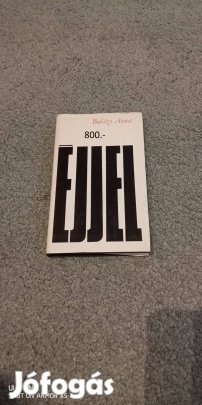 Balázs Anna
800.-
ÉJJEL
Jófogás